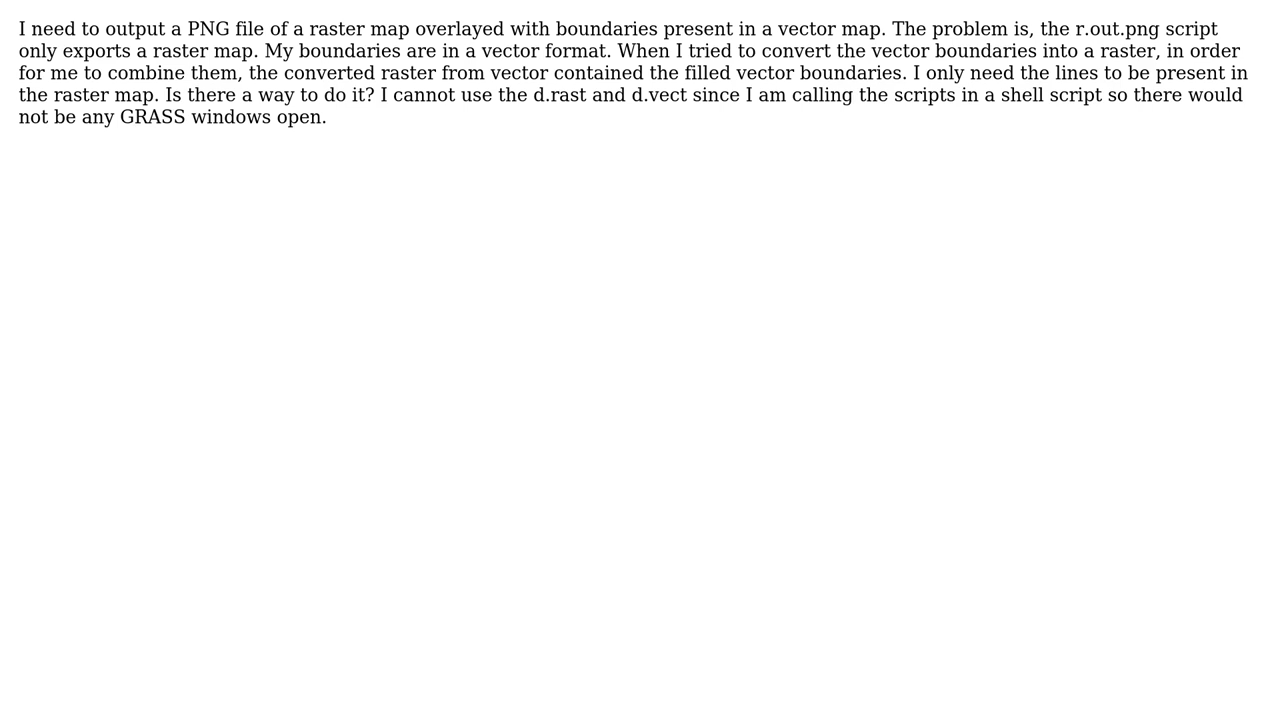 I need to output a PNG file of a raster map overlayed with boundaries present in a vector map. The problem is, the r.out.png script
only exports a raster map. My boundaries are in a vector format. When I tried to convert the vector boundaries into a raster, in order
for me to combine them, the converted raster from vector contained the filled vector boundaries. I only need the lines to be present in
the raster map. Is there a way to do it? I cannot use the d.rast and d.vect since I am calling the scripts in a shell script so there would
not be any GRASS windows open.